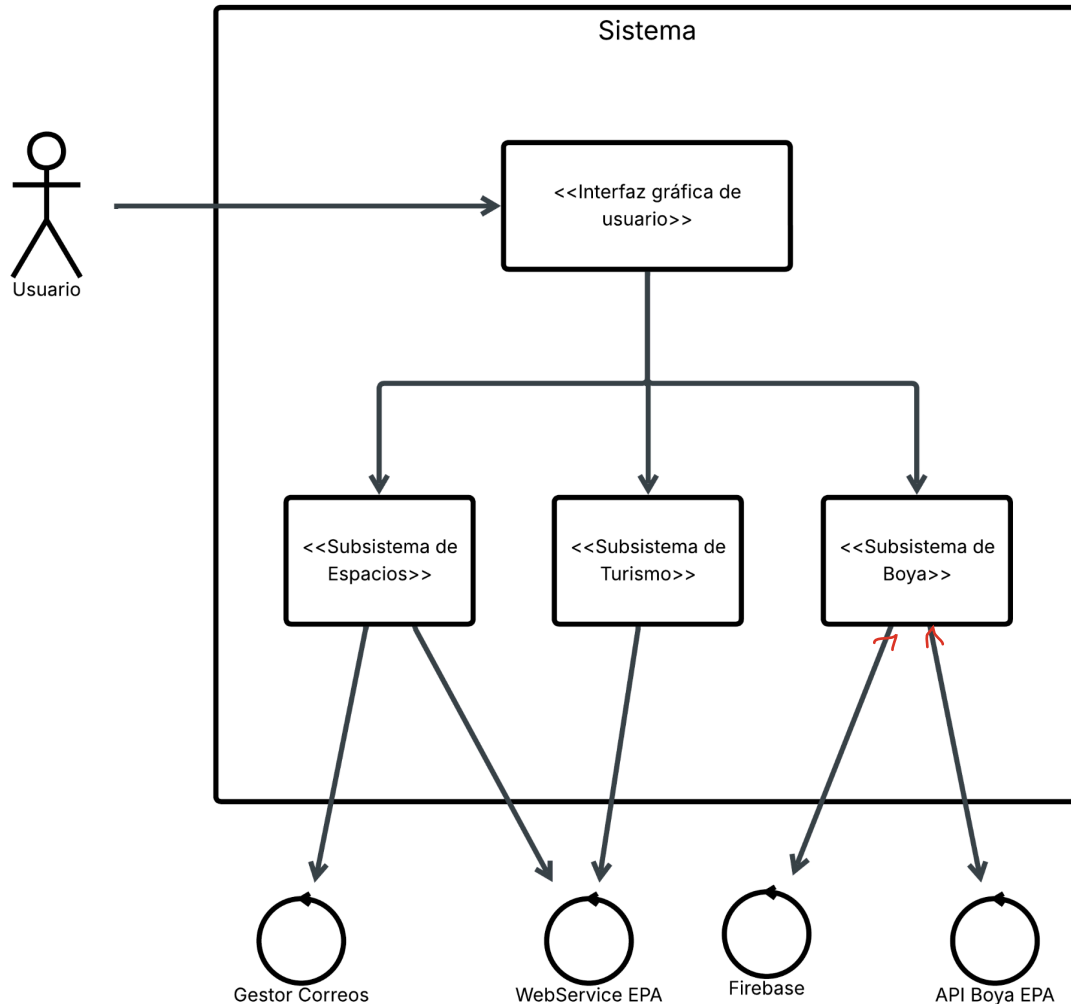 Sistema
<<Interfaz gráfica de
usuario>>
Usuario
<<Subsistema de
Espacios>>
<<Subsistema de
Turismo>>
<<Subsistema de
Boya>>
Gestor Correos
WebService EPA
Firebase
API Boya EPA